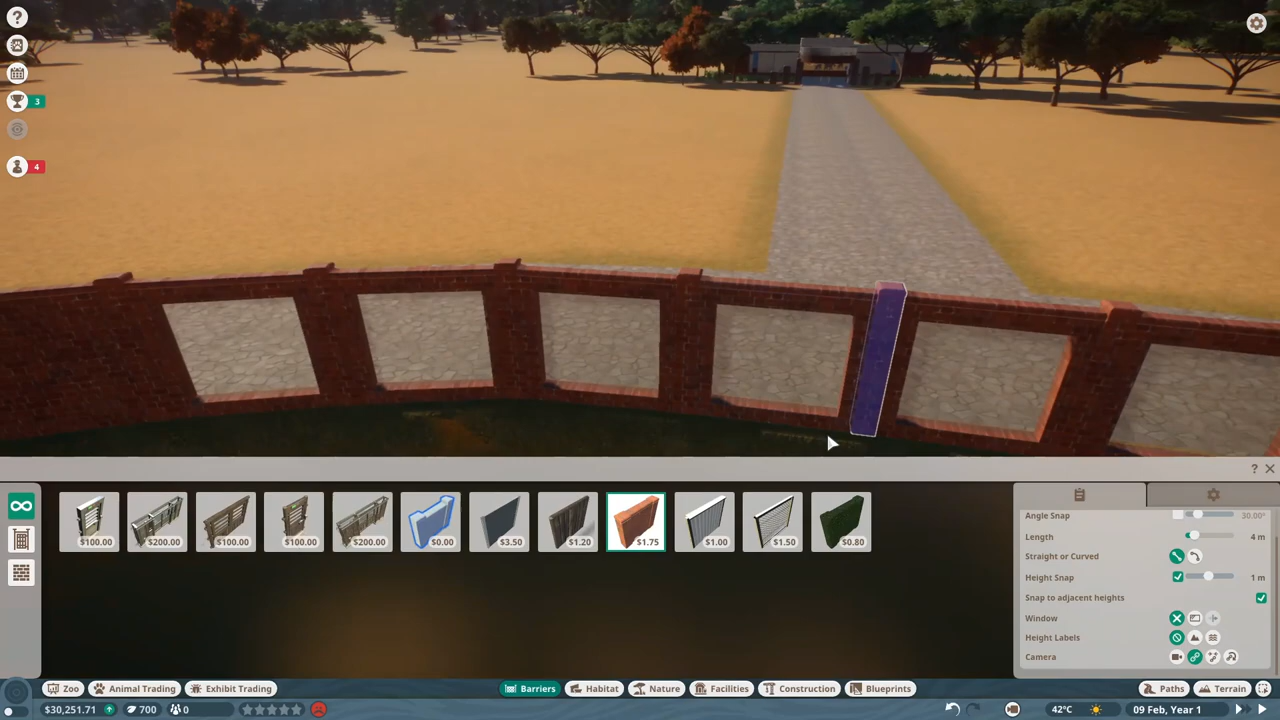 3
4
$100.00
$200.00
$100.00
$100.00
$200.00
$0.00
$3.50
$1.20
$1.75
$1.00
$1.50
$0.80
Angle Snap
30.00°
Length
4 m
Straight or Curved
Height Snap
1 m
Snap to adjacent heights
Window
Height Labels
Camera
Zoo
Animal Trading
Exhibit Trading
Barriers
Habitat
Nature
Facilities
Construction
Blueprints
Paths
Terrain
$30,251.71
700
0
42°C
09 Feb, Year 1